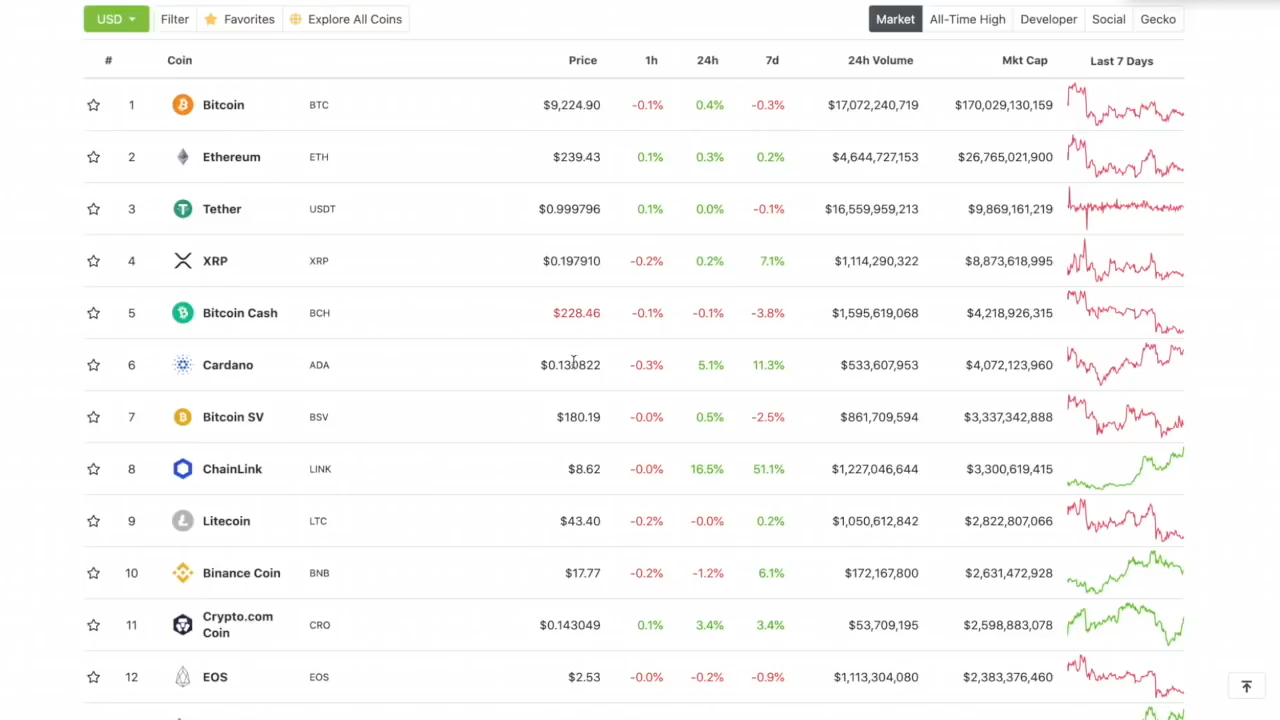 USD Filter Favorites Explore All Coins Market All-Time High Developer Social Gecko
# Coin Price 1h 24h 7d 24h Volume Mkt Cap Last 7 Days
1 Bitcoin BTC $9,224.90 -0.1% 0.4% -0.3% $17,072,240,719 $170,029,130,159
2 Ethereum ETH $239.43 0.1% 0.3% 0.2% $4,644,727,153 $26,765,021,900
3 Tether USDT $0.999796 0.1% 0.0% -0.1% $16,559,959,213 $9,869,161,219
4 XRP XRP $0.197910 -0.2% 0.2% 7.1% $1,114,290,322 $8,873,618,995
5 Bitcoin Cash BCH $228.46 -0.1% -0.1% -3.8% $1,595,619,068 $4,218,926,315
6 Cardano ADA -0.3% 5.1% 11.3% $533,607,953 $4,072,123,960
7 Bitcoin SV BSV $180.19 -0.0% 0.5% -2.5% $861,709,594 $3,337,342,888
8 ChainLink LINK $8.62 -0.0% 16.5% 51.1% $1,227,046,644 $3,300,619,415
9 Litecoin LTC $43.40 -0.2% -0.0% 0.2% $1,050,612,842 $2,822,807,066
10 Binance Coin BNB $17.77 -0.2% -1.2% 6.1% $172,167,800 $2,631,472,928
11 Crypto.com Coin CRO $0.143049 0.1% 3.4% 3.4% $53,709,195 $2,598,883,078
12 EOS EOS $2.53 -0.0% -0.2% -0.9% $1,113,304,080 $2,383,376,460